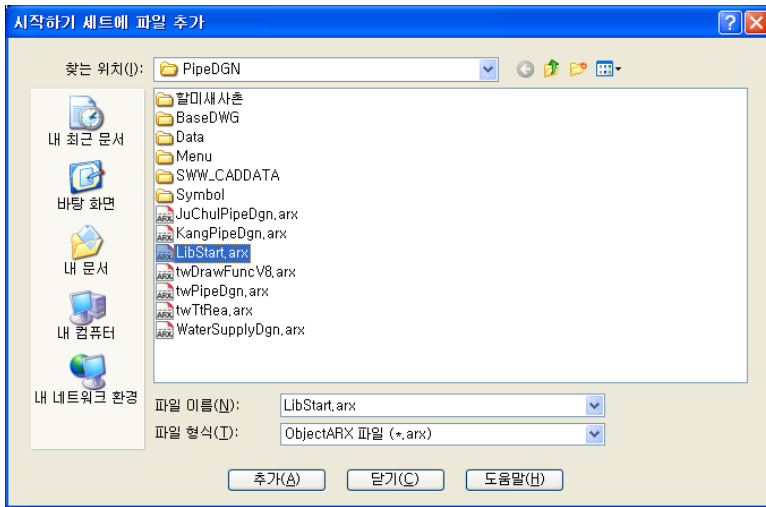 시작하기 세트에 파일 추가
찾는 위치(I):
PipeDGN
내 최근 문서
바탕 화면
내 문서
내 컴퓨터
내 네트워크 환경
할미새사촌
BaseDWG
Data
Menu
SWW_CADDATA
Symbol
JuChulPipeDgn.arx
KangPipeDgn.arx
LibStart.arx
twDrawFuncV8.arx
twPipeDgn.arx
twTtRea.arx
WaterSupplyDgn.arx
파일 이름(N):
LibStart.arx
파일 형식(T):
ObjectARX 파일 (*.arx)
추가(A)
닫기(C)
도움말(H)